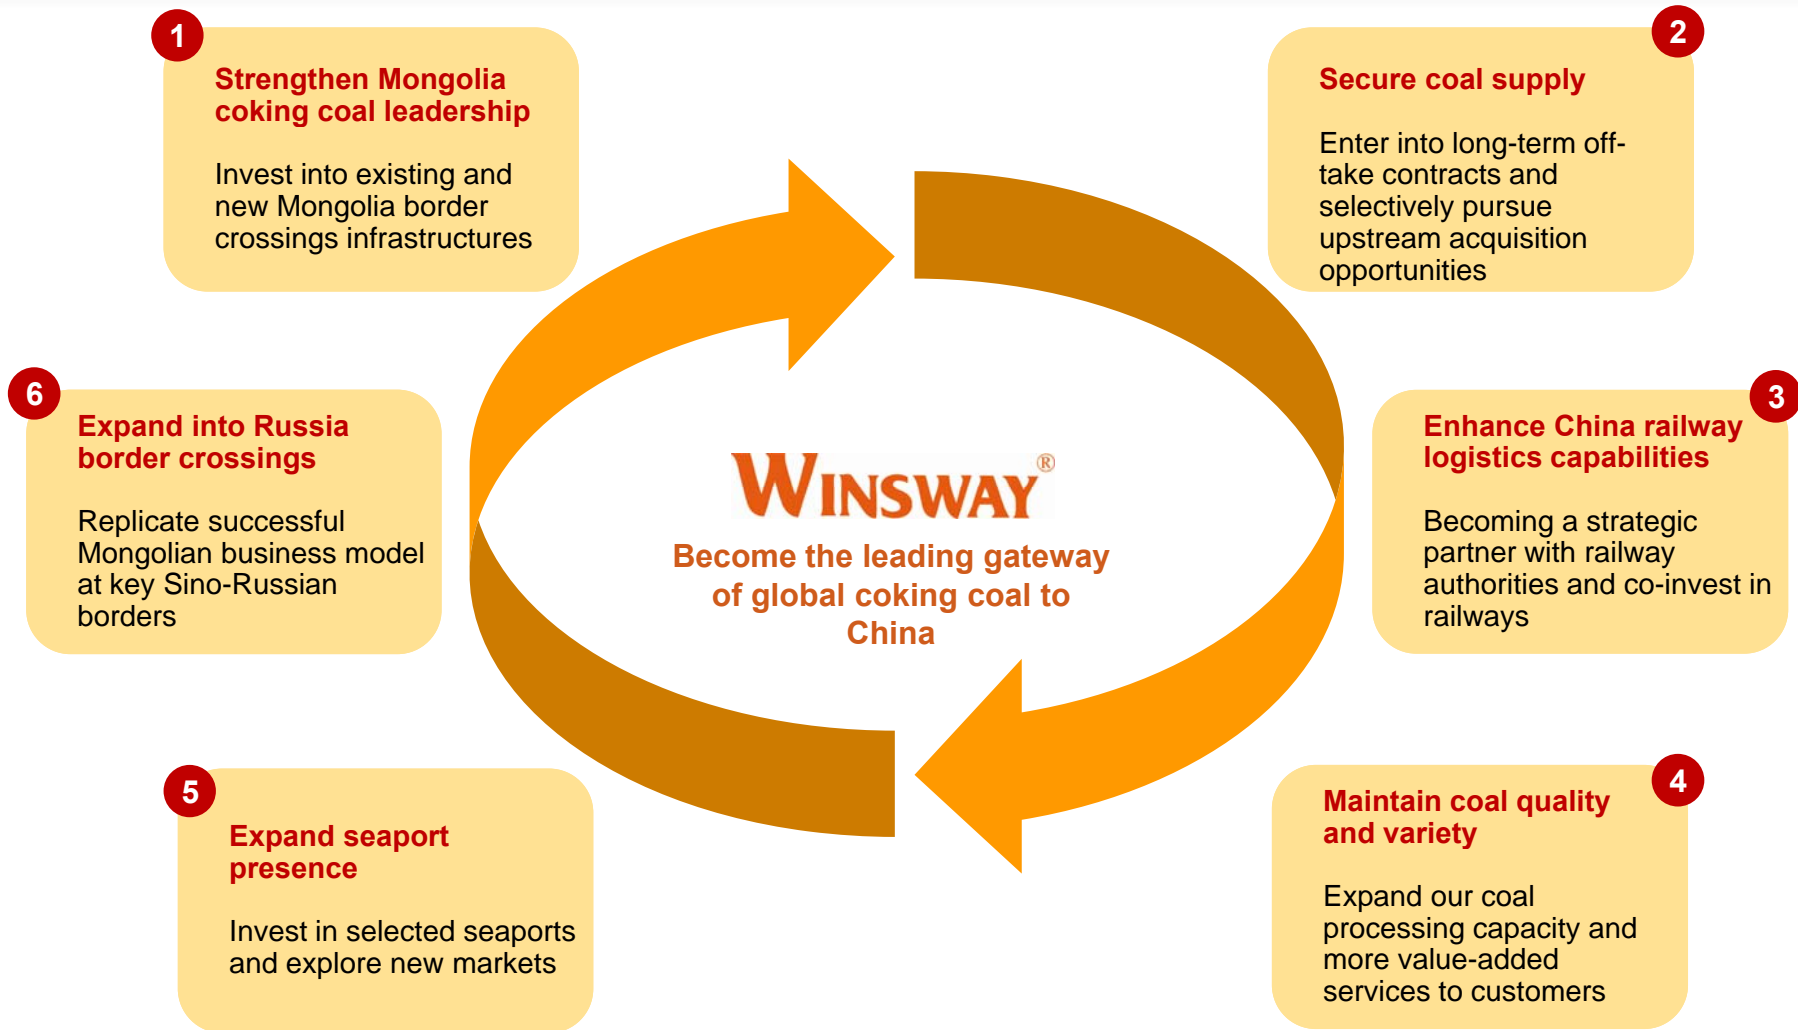 1
Strengthen Mongolia
coking coal leadership
Invest into existing and
new Mongolia border
crossings infrastructures
2
Secure coal supply
Enter into long-term off-
take contracts and
selectively pursue
upstream acquisition
opportunities
3
Enhance China railway
logistics capabilities
Becoming a strategic
partner with railway
authorities and co-invest in
railways
4
Maintain coal quality
and variety
Expand our coal
processing capacity and
more value-added
services to customers
5
Expand seaport
presence
Invest in selected seaports
and explore new markets
6
Expand into Russia
border crossings
Replicate successful
Mongolian business model
at key Sino-Russian
borders
WINSWAY®
Become the leading gateway
of global coking coal to
China